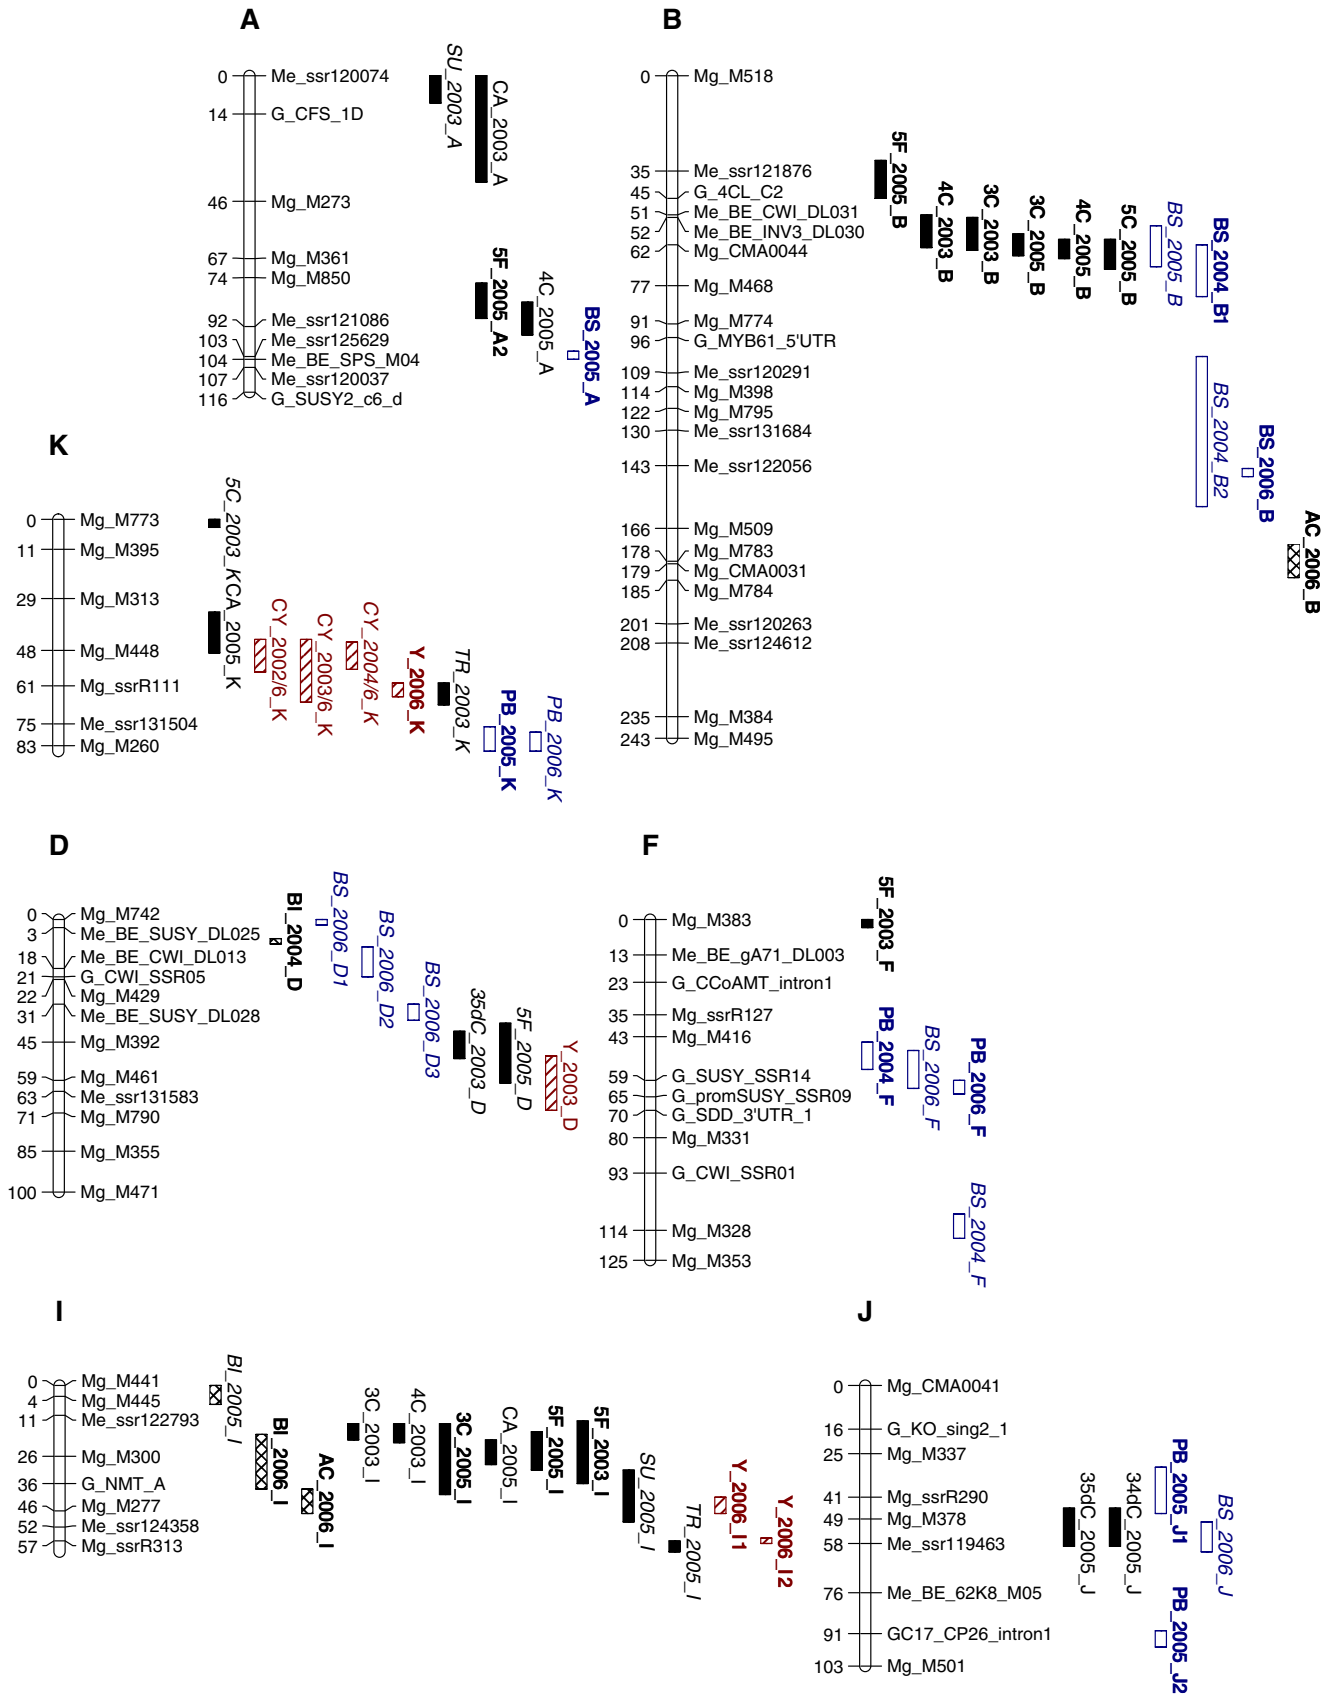 A
0 Me_ssr120074
14 G_CFS_1D
46 Mg_M273
67 Mg_M361
74 Mg_M850
92 Me_ssr121086
103 Me_ssr125629
104 Me_BE_SPS_M04
107 Me_ssr120037
116 G_SUSY2_c6_d
SU_2003_A
CA_2003_A
5F_2005_A2
4C_2005_A
BS_2005_A
B
0 Mg_M518
35 Me_ssr121876
45 G_4CL_C2
51 Me_BE_CWI_DL031
52 Me_BE_INV3_DL030
62 Mg_CMA0044
77 Mg_M468
91 Mg_M774
96 G_MYB61_5'UTR
109 Me_ssr120291
114 Mg_M398
122 Mg_M795
130 Me_ssr131684
143 Me_ssr122056
166 Mg_M509
178 Mg_M783
179 Mg_CMA0031
185 Mg_M784
201 Me_ssr120263
208 Me_ssr124612
235 Mg_M384
243 Mg_M495
5F_2005_B
4C_2003_B
3C_2003_B
3C_2005_B
4C_2005_B
5C_2005_B
BS_2005_B
BS_2004_B1
BS_2004_B2
BS_2006_B
AC_2006_B
K
0 Mg_M773
11 Mg_M395
29 Mg_M313
48 Mg_M448
61 Mg_ssrR111
75 Me_ssr131504
83 Mg_M260
5C_2003_K
CA_2005_K
CY_2002/6_K
CY_2003/6_K
CY_2004/6_K
Y_2006_K
TR_2003_K
PB_2005_K
PB_2006_K
D
0 Mg_M742
3 Me_BE_SUSY_DL025
18 Me_BE_CWI_DL013
21 G_CWI_SSR05
22 Mg_M429
31 Me_BE_SUSY_DL028
45 Mg_M392
59 Mg_M461
63 Me_ssr131583
71 Mg_M790
85 Mg_M355
100 Mg_M471
BI_2004_D
BS_2006_D1
BS_2006_D2
BS_2006_D3
35dC_2003_D
5F_2005_D
Y_2003_D
F
0 Mg_M383
13 Me_BE_gA71_DL003
23 G_CCoAMT_intron1
35 Mg_ssrR127
43 Mg_M416
59 G_SUSY_SSR14
65 G_promSUSY_SSR09
70 G_SDD_3'UTR_1
80 Mg_M331
93 G_CWI_SSR01
114 Mg_M328
125 Mg_M353
5F_2003_F
PB_2004_F
BS_2006_F
PB_2006_F
BS_2004_F
I
0 Mg_M441
4 Mg_M445
11 Me_ssr122793
26 Mg_M300
36 G_NMT_A
46 Mg_M277
52 Me_ssr124358
57 Mg_ssrR313
BI_2005_I
BI_2006_I
AC_2006_I
3C_2003_I
4C_2003_I
3C_2005_I
CA_2005_I
5F_2005_I
5F_2003_I
SU_2005_I
TR_2005_I
Y_2006_I1
Y_2006_I2
J
0 Mg_CMA0041
16 G_KO_sing2_1
25 Mg_M337
41 Mg_ssrR290
49 Mg_M378
58 Me_ssr119463
76 Me_BE_62K8_M05
91 GC17_CP26_intron1
103 Mg_M501
35dC_2005_J
34dC_2005_J
PB_2005_J1
BS_2006_J
PB_2005_J2